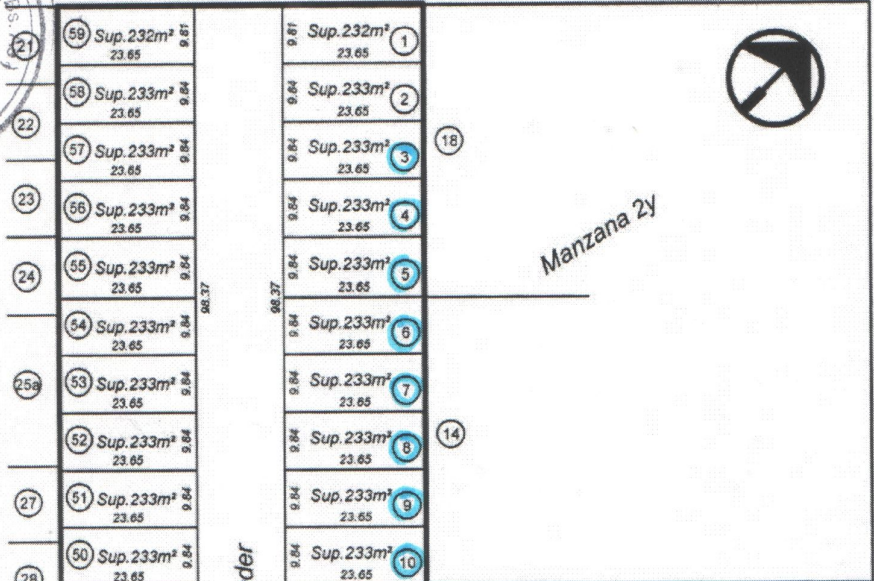 21
22
23
24
25a
27
28
59 Sup.232m² 9.81
23.65
58 Sup.233m² 9.84
23.65
57 Sup.233m² 9.84
23.65
56 Sup.233m² 9.84
23.65
55 Sup.233m² 9.84
23.65
54 Sup.233m² 9.84
23.65
53 Sup.233m² 9.84
23.65
52 Sup.233m² 9.84
23.65
51 Sup.233m² 9.84
23.65
50 Sup.233m² 9.84
23.65
98.37
98.37
der
9.81 Sup.232m² 1
23.65
9.84 Sup.233m² 2
23.65
9.84 Sup.233m² 3
23.65
9.84 Sup.233m² 4
23.65
9.84 Sup.233m² 5
23.65
9.84 Sup.233m² 6
23.65
9.84 Sup.233m² 7
23.65
9.84 Sup.233m² 8
23.65
9.84 Sup.233m² 9
23.65
9.84 Sup.233m² 10
23.65
18
Manzana 2y
14